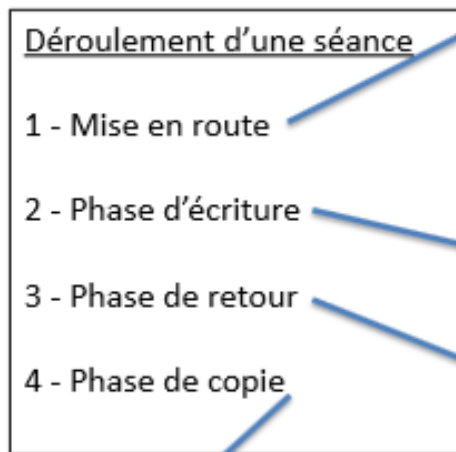 Déroulement d’une séance
1 - Mise en route
2 - Phase d’écriture
3 - Phase de retour
4 - Phase de copie